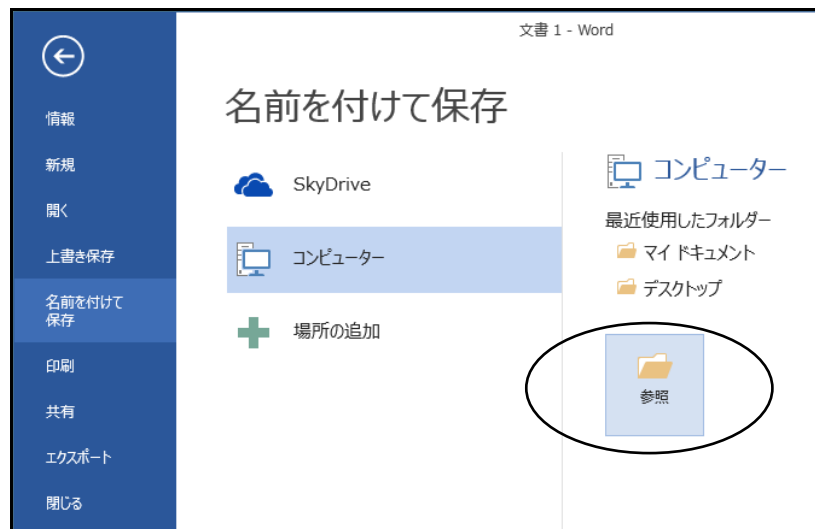 文書 1 - Word
情報
新規
開く
上書き保存
名前を付けて
保存
印刷
共有
エクスポート
閉じる
名前を付けて保存
SkyDrive
コンピューター
場所の追加
コンピューター
最近使用したフォルダー
マイ ドキュメント
デスクトップ
参照